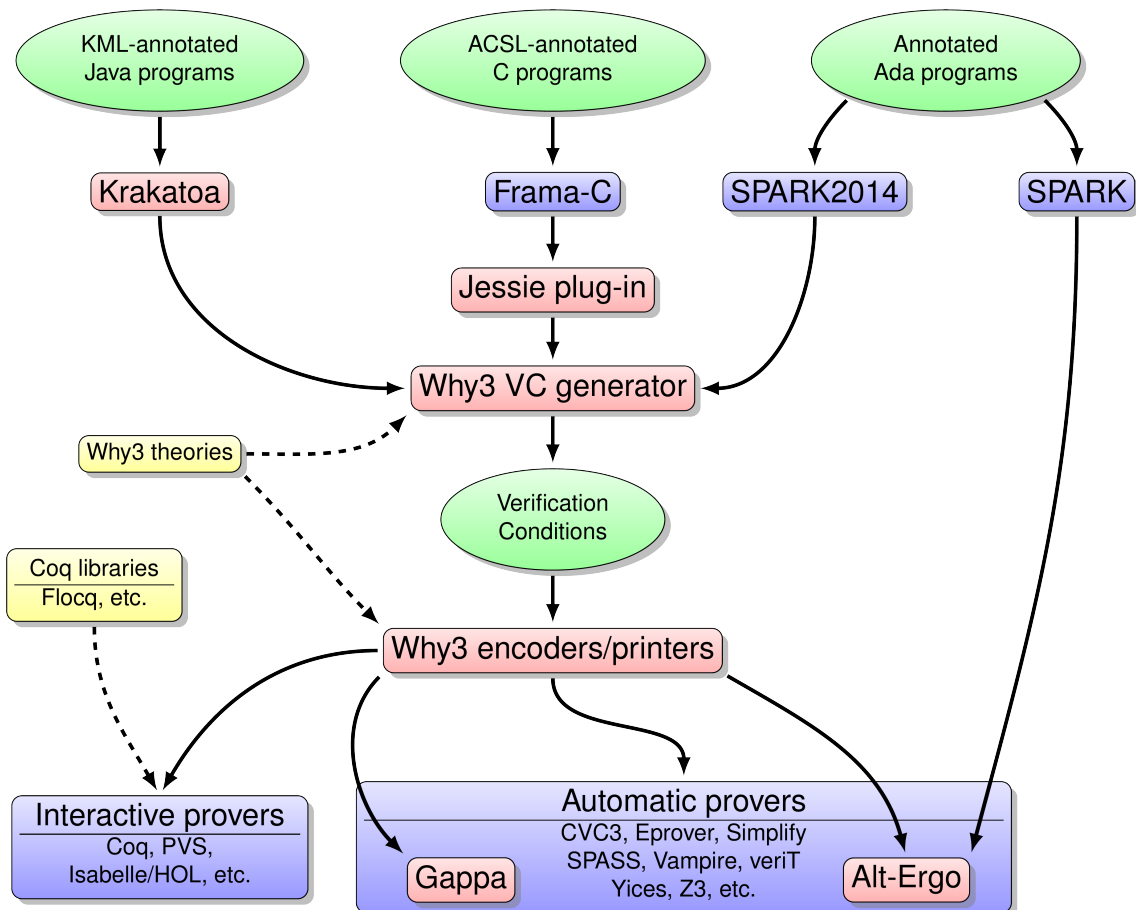 KML-annotated
Java programs
ACSL-annotated
C programs
Annotated
Ada programs
Krakatoa
Frama-C
SPARK2014
SPARK
Jessie plug-in
Why3 VC generator
Why3 theories
Verification
Conditions
Coq libraries
Flocq, etc.
Why3 encoders/printers
Interactive provers
Coq, PVS,
Isabelle/HOL, etc.
Automatic provers
CVC3, Eprover, Simplify
SPASS, Vampire, veriT
Yices, Z3, etc.
Gappa
Alt-Ergo